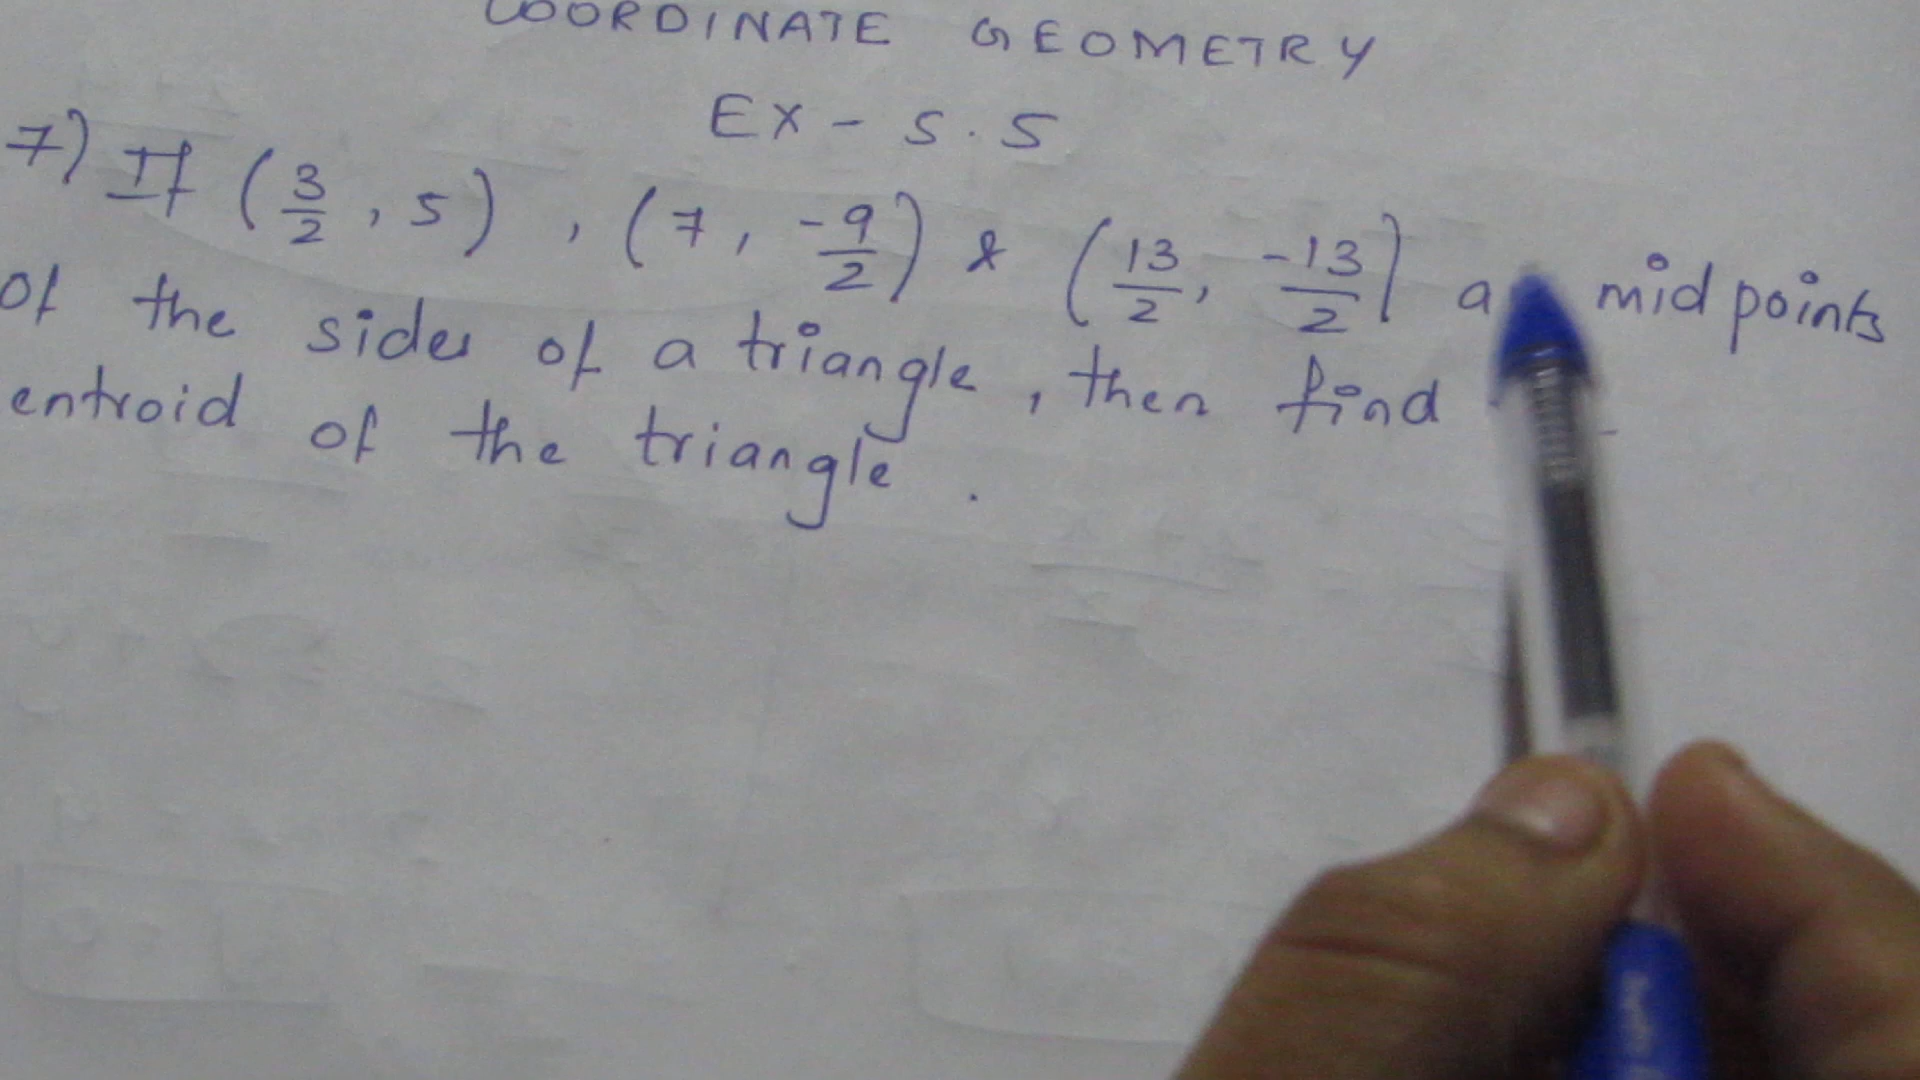 COORDINATE GEOMETRY
EX - 5.5
7) If (3/2, 5), (7, -9/2) & (13/2, -13/2) a mid points
of the sides of a triangle, then find
entroid of the triangle.